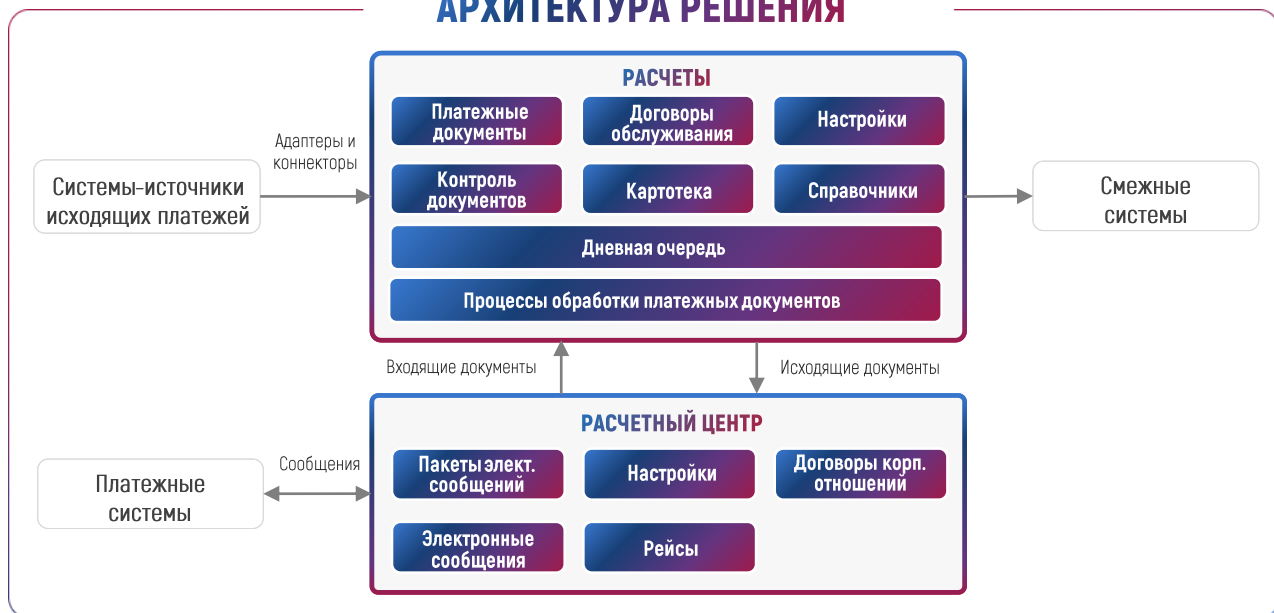 АРХИТЕКТУРА РЕШЕНИЯ
РАСЧЕТЫ
Платежные
документы
Договоры
обслуживания
Настройки
Адаптеры и
коннекторы
Системы-источники
исходящих платежей
Контроль
документов
Картотека
Справочники
Смежные
системы
Дневная очередь
Процессы обработки платежных документов
Входящие документы
Исходящие документы
РАСЧЕТНЫЙ ЦЕНТР
Сообщения
Платежные
системы
Пакеты элект.
сообщений
Настройки
Договоры корп.
отношений
Электронные
сообщения
Рейсы